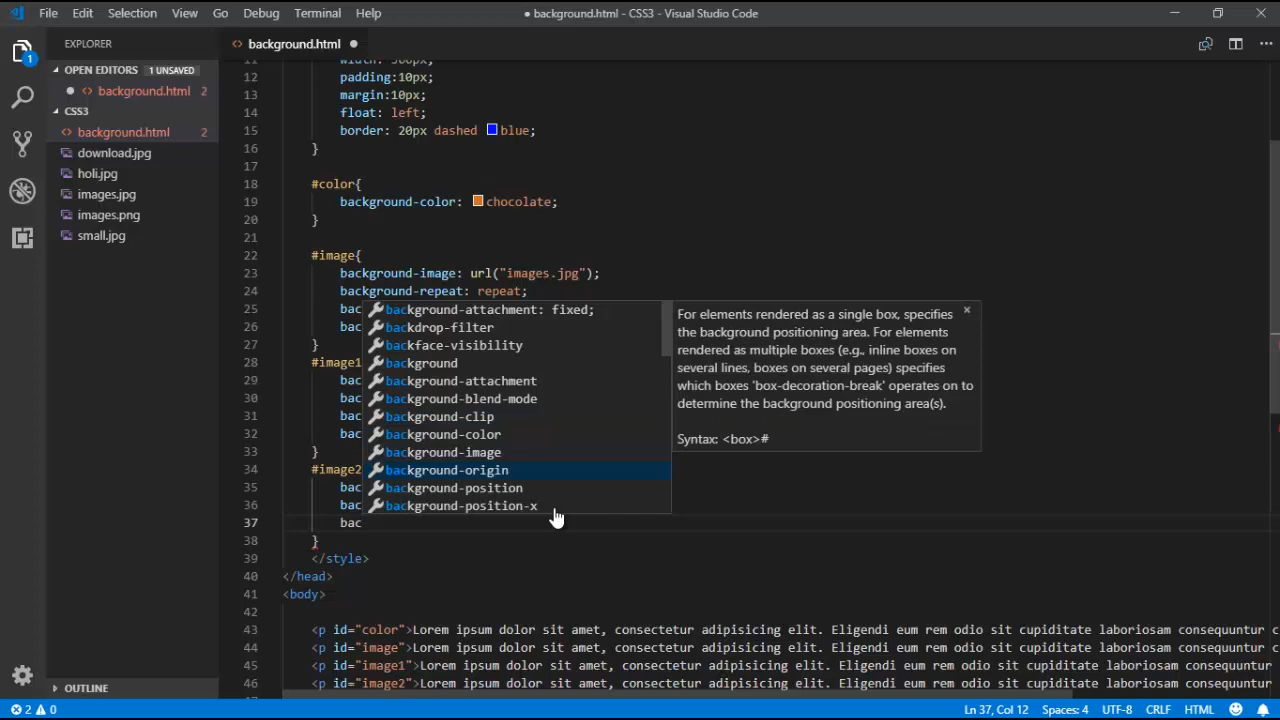 File Edit Selection View Go Debug Terminal Help
● background.html - CSS3 - Visual Studio Code
EXPLORER
<> background.html ●
OPEN EDITORS 1 UNSAVED
● <> background.html 2
CSS3
<> background.html 2
download.jpg
holi.jpg
images.jpg
images.png
small.jpg
OUTLINE
1
11 width: 300px;
12 padding:10px;
13 margin:10px;
14 float: left;
15 border: 20px dashed blue;
16 }
17
18 #color{
19 background-color: chocolate;
20 }
21
22 #image{
23 background-image: url("images.jpg");
24 background-repeat: repeat;
25 bac
26 bac
27 }
28 #image1
29 bac
30 bac
31 bac
32 bac
33 }
34 #image2
35 bac
36 bac
37 bac
38 }
39 </style>
40 </head>
41 <body>
42
43 <p id="color">Lorem ipsum dolor sit amet, consectetur adipisicing elit. Eligendi eum rem odio sit cupiditate laboriosam consequuntur c
44 <p id="image">Lorem ipsum dolor sit amet, consectetur adipisicing elit. Eligendi eum rem odio sit cupiditate laboriosam consequuntur c
45 <p id="image1">Lorem ipsum dolor sit amet, consectetur adipisicing elit. Eligendi eum rem odio sit cupiditate laboriosam consequuntur
46 <p id="image2">Lorem ipsum dolor sit amet, consectetur adipisicing elit. Eligendi eum rem odio sit cupiditate laboriosam consequuntur
background-attachment: fixed;
backdrop-filter
backface-visibility
background
background-attachment
background-blend-mode
background-clip
background-color
background-image
background-origin
background-position
background-position-x
For elements rendered as a single box, specifies
the background positioning area. For elements
rendered as multiple boxes (e.g., inline boxes on
several lines, boxes on several pages) specifies
which boxes 'box-decoration-break' operates on to
determine the background positioning area(s).
Syntax: <box>#
2 0
Ln 37, Col 12 Spaces: 4 UTF-8 CRLF HTML